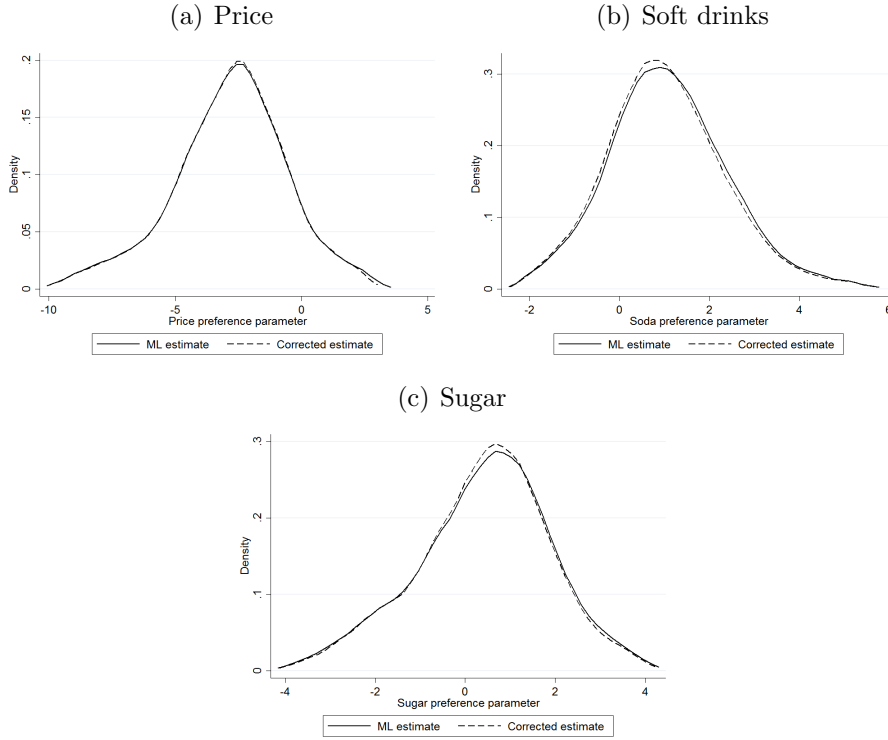 (a) Price
Density
0 .05 .1 .15 .2
-10 -5 0 5
Price preference parameter
ML estimate Corrected estimate
(b) Soft drinks
Density
0 .1 .2 .3
-2 0 2 4 6
Soda preference parameter
ML estimate Corrected estimate
(c) Sugar
Density
0 .1 .2 .3
-4 -2 0 2 4
Sugar preference parameter
ML estimate Corrected estimate